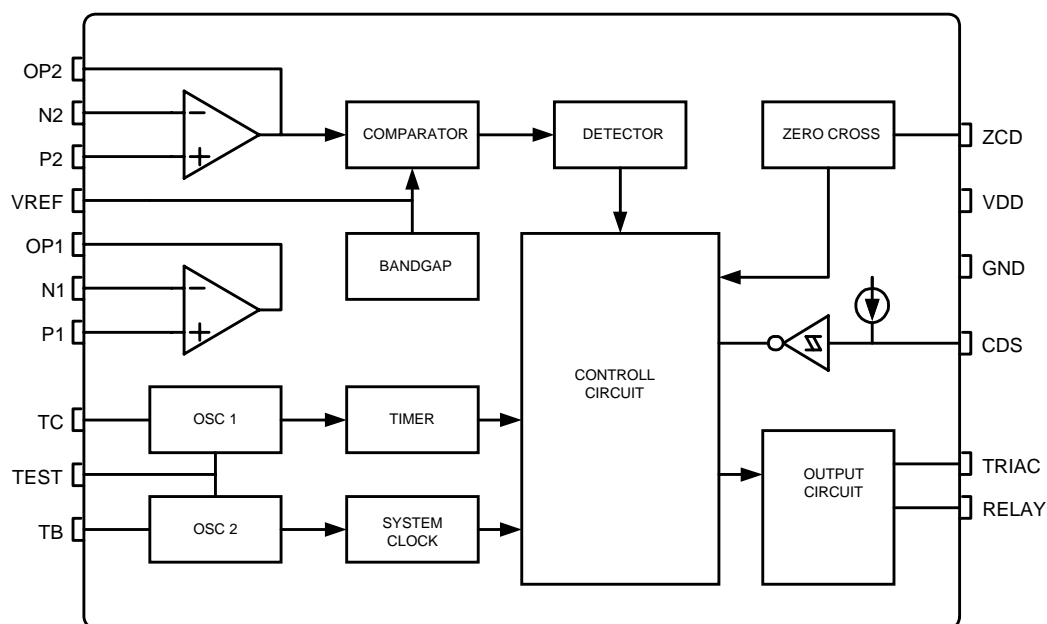 OP2
N2
P2
VREF
OP1
N1
P1
TC
TEST
TB
−
+
−
+
COMPARATOR
DETECTOR
ZERO CROSS
BANDGAP
CONTROLL
CIRCUIT
OSC 1
TIMER
OSC 2
SYSTEM
CLOCK
OUTPUT
CIRCUIT
ZCD
VDD
GND
CDS
TRIAC
RELAY